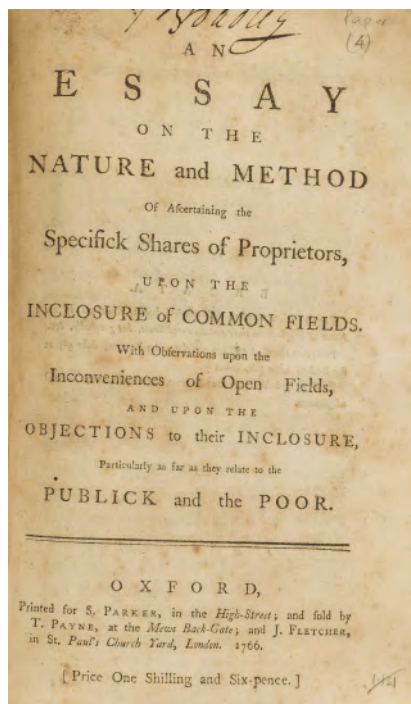 (4)
AN
ESSAY
ON THE
NATURE and METHOD
Of Aſcertaining the
Specifick Shares of Proprietors,
UPON THE
INCLOSURE of COMMON FIELDS.
With Obſervations upon the
Inconveniences of Open Fields,
AND UPON THE
OBJECTIONS to their INCLOSURE,
Particularly as far as they relate to the
PUBLICK and the POOR.
OXFORD,
Printed for S. PARKER, in the High-Street; and ſold by
T. PAYNE, at the Mews Back-Gate; and J. FLETCHER,
in St. Paul's Church Yard, London. 1766.
[Price One Shilling and Six-pence.]